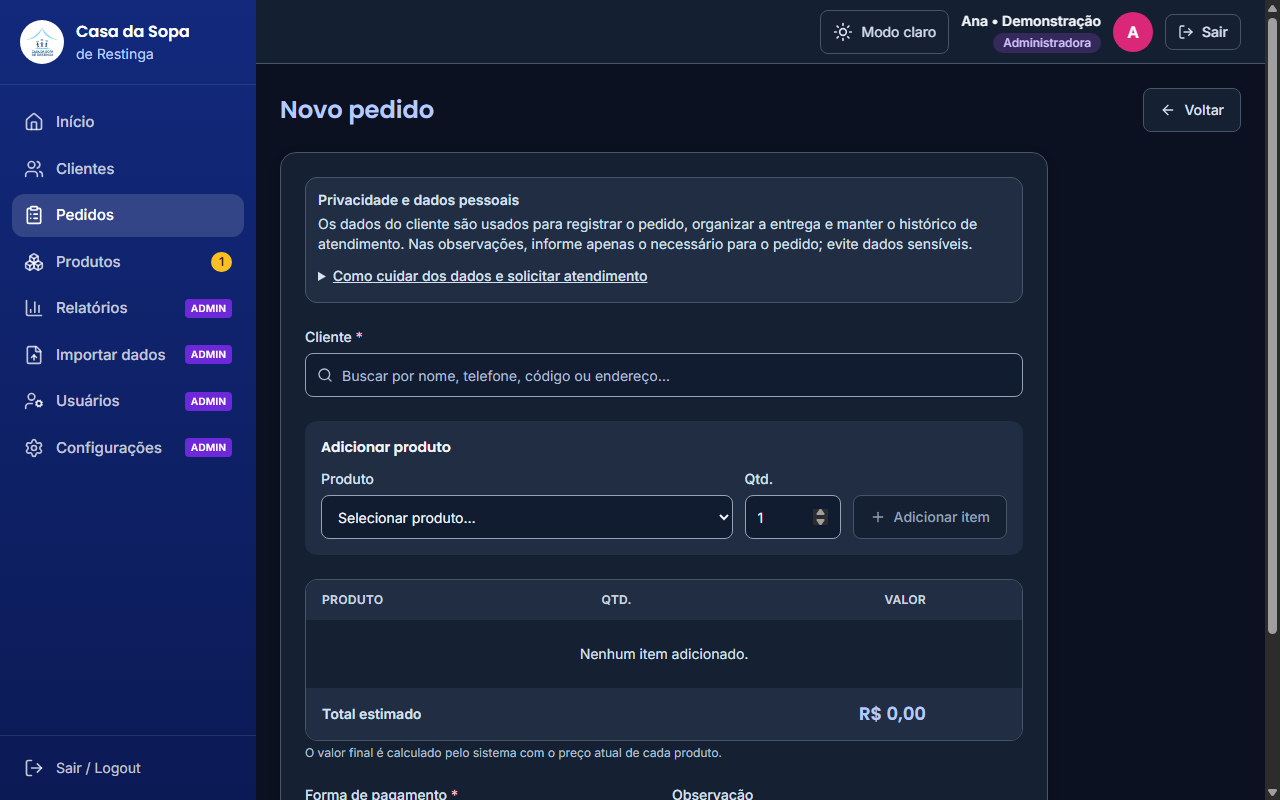 Casa da Sopa
de Restinga
Início
Clientes
Pedidos
Produtos 1
Relatórios ADMIN
Importar dados ADMIN
Usuários ADMIN
Configurações ADMIN
Sair / Logout
Modo claro
Ana • Demonstração
Administradora
A
Sair
Novo pedido
Voltar
Privacidade e dados pessoais
Os dados do cliente são usados para registrar o pedido, organizar a entrega e manter o histórico de
atendimento. Nas observações, informe apenas o necessário para o pedido; evite dados sensíveis.
Como cuidar dos dados e solicitar atendimento
Cliente *
Buscar por nome, telefone, código ou endereço...
Adicionar produto
Produto Qtd.
Selecionar produto... 1 Adicionar item
PRODUTO QTD. VALOR
Nenhum item adicionado.
Total estimado R$ 0,00
O valor final é calculado pelo sistema com o preço atual de cada produto.
Forma de pagamento * Observação